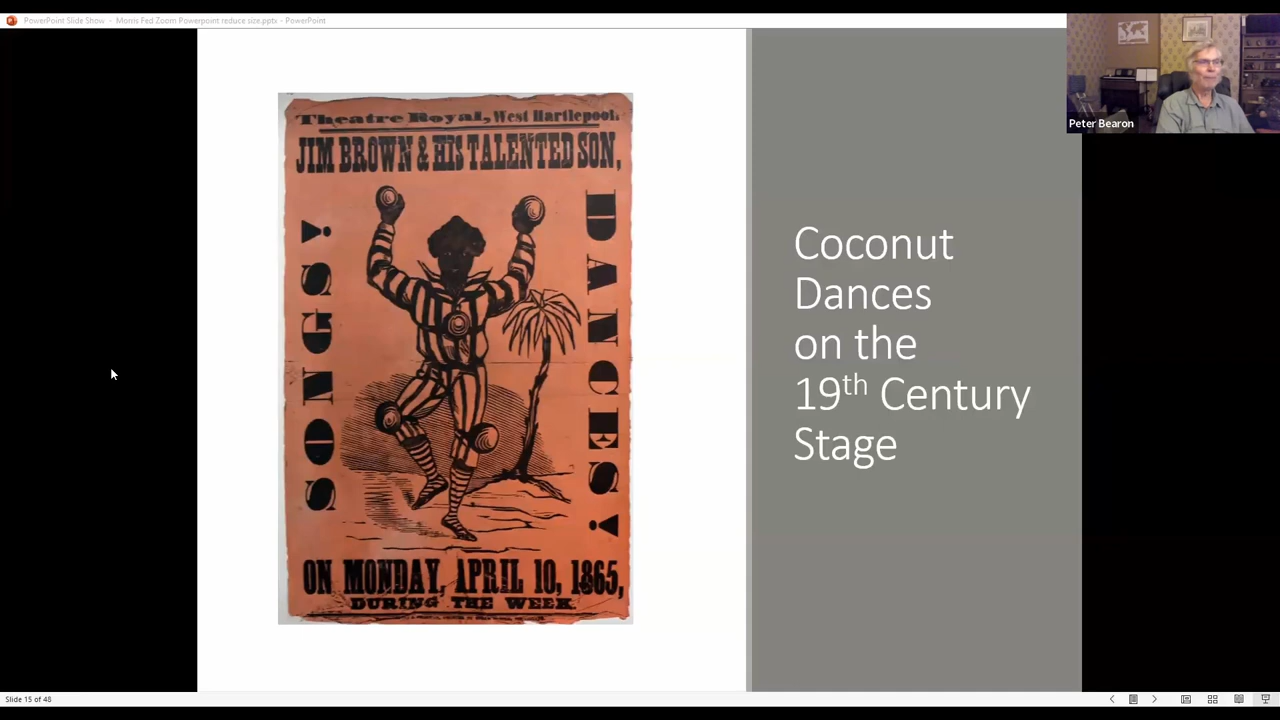 PowerPoint Slide Show - Morris Fed Zoom Powerpoint reduce size.pptx - PowerPoint
Peter Bearon
Theatre Royal, West Hartlepool.
JIM BROWN & HIS TALENTED SON,
SONGS!
DANCES!
ON MONDAY, APRIL 10, 1865,
DURING THE WEEK.
Coconut
Dances
on the
19th Century
Stage
Slide 15 of 48